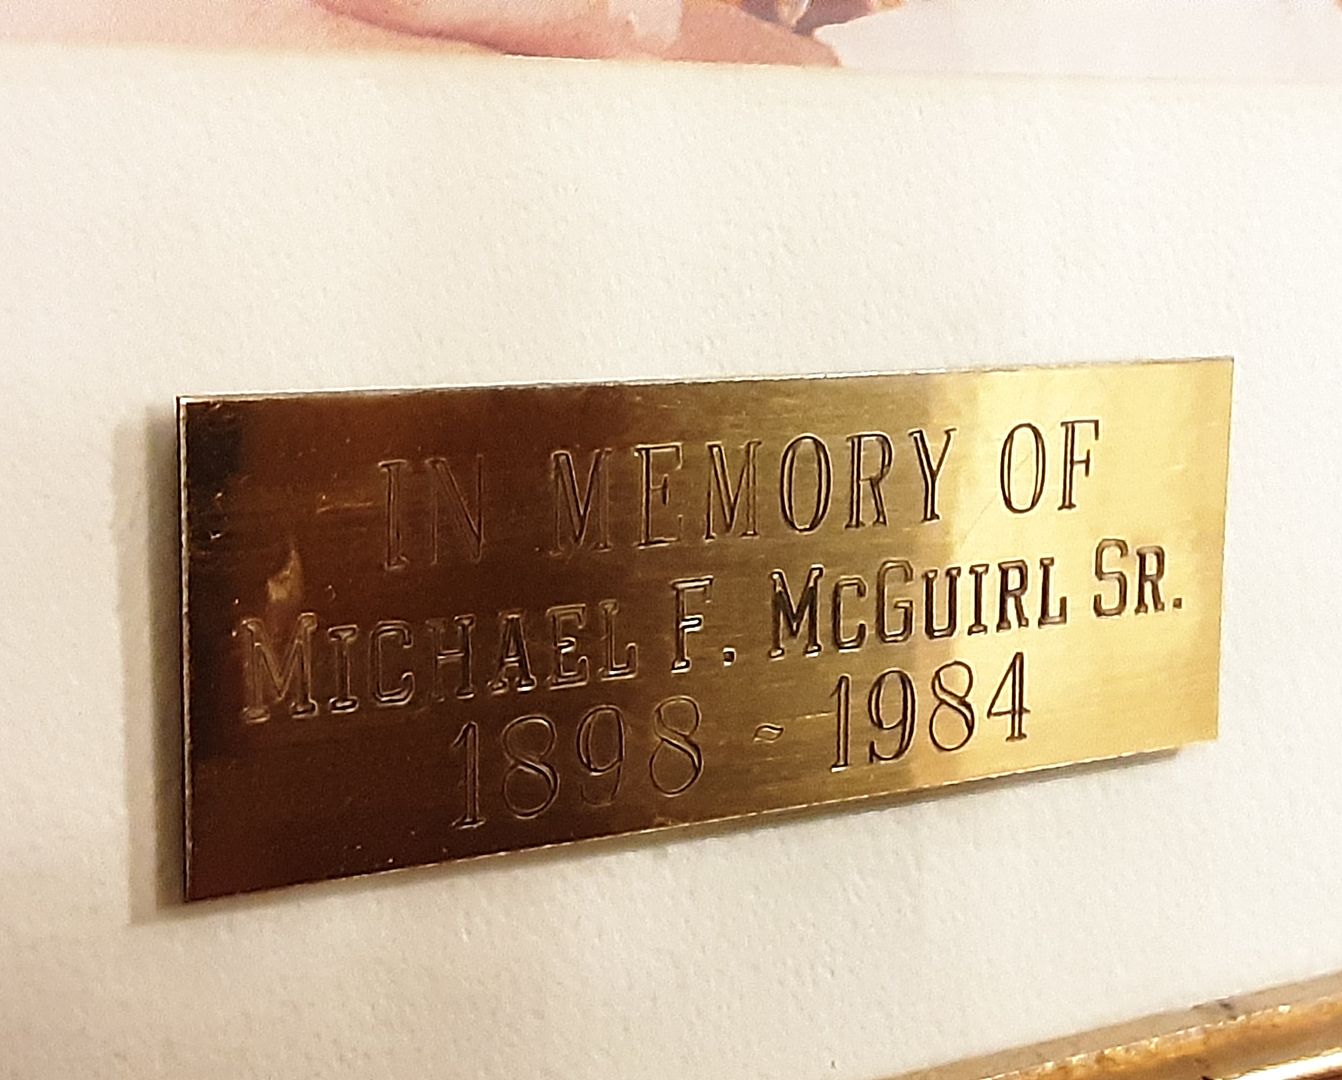 IN MEMORY OF
MICHAEL F. MCGUIRL SR.
1898 ~ 1984